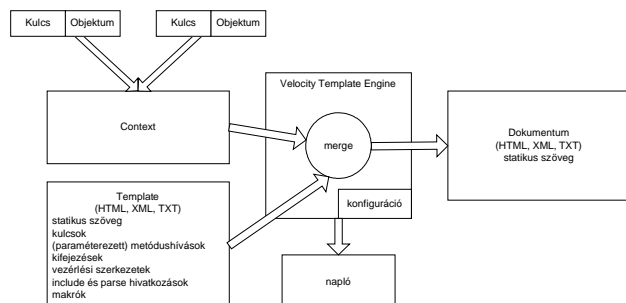 Kulcs Objektum Kulcs Objektum
Velocity Template Engine
Context
merge
Dokumentum
(HTML, XML, TXT)
statikus szöveg
Template
(HTML, XML, TXT)
statikus szöveg
kulcsok
(paraméterezett) metódushívások
kifejezések
vezérlési szerkezetek
include és parse hivatkozások
makrók
konfiguráció
napló